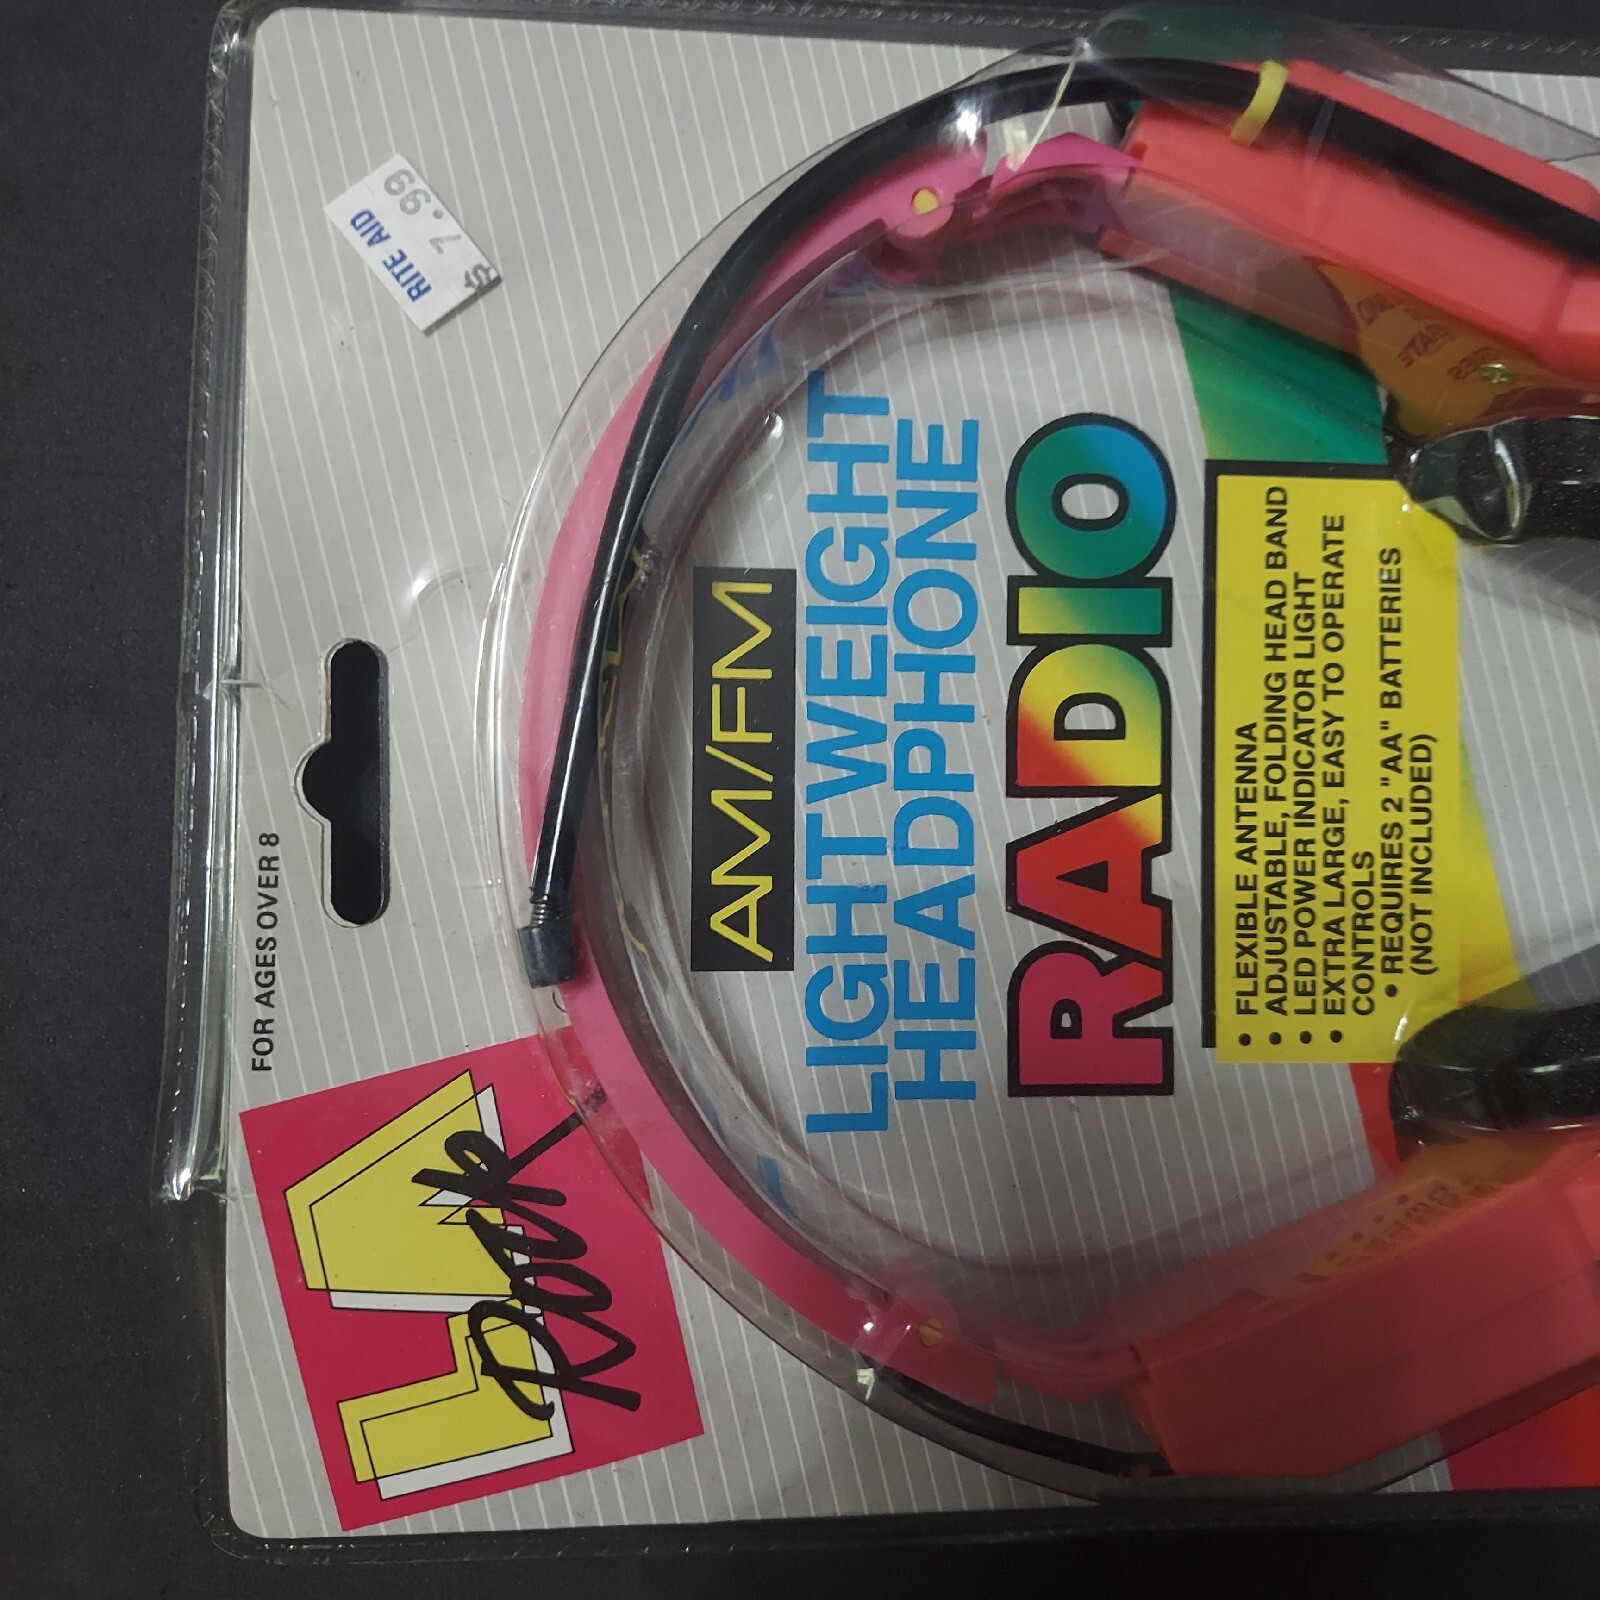 FOR AGES OVER 8
LA
Rock
RITE AID
$ 7.99
AM/FM
LIGHTWEIGHT
HEADPHONE
RADIO
• FLEXIBLE ANTENNA
• ADJUSTABLE, FOLDING HEAD BAND
• LED POWER INDICATOR LIGHT
• EXTRA LARGE, EASY TO OPERATE
CONTROLS
• REQUIRES 2 "AA" BATTERIES
(NOT INCLUDED)